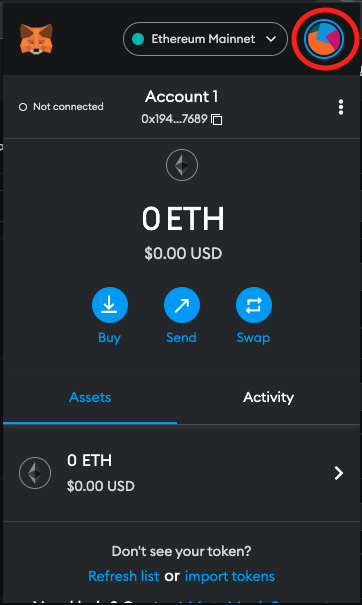 Ethereum Mainnet
Not connected
Account 1
0x194...7689
0 ETH
$0.00 USD
Buy
Send
Swap
Assets
Activity
0 ETH
$0.00 USD
Don't see your token?
Refresh list or import tokens